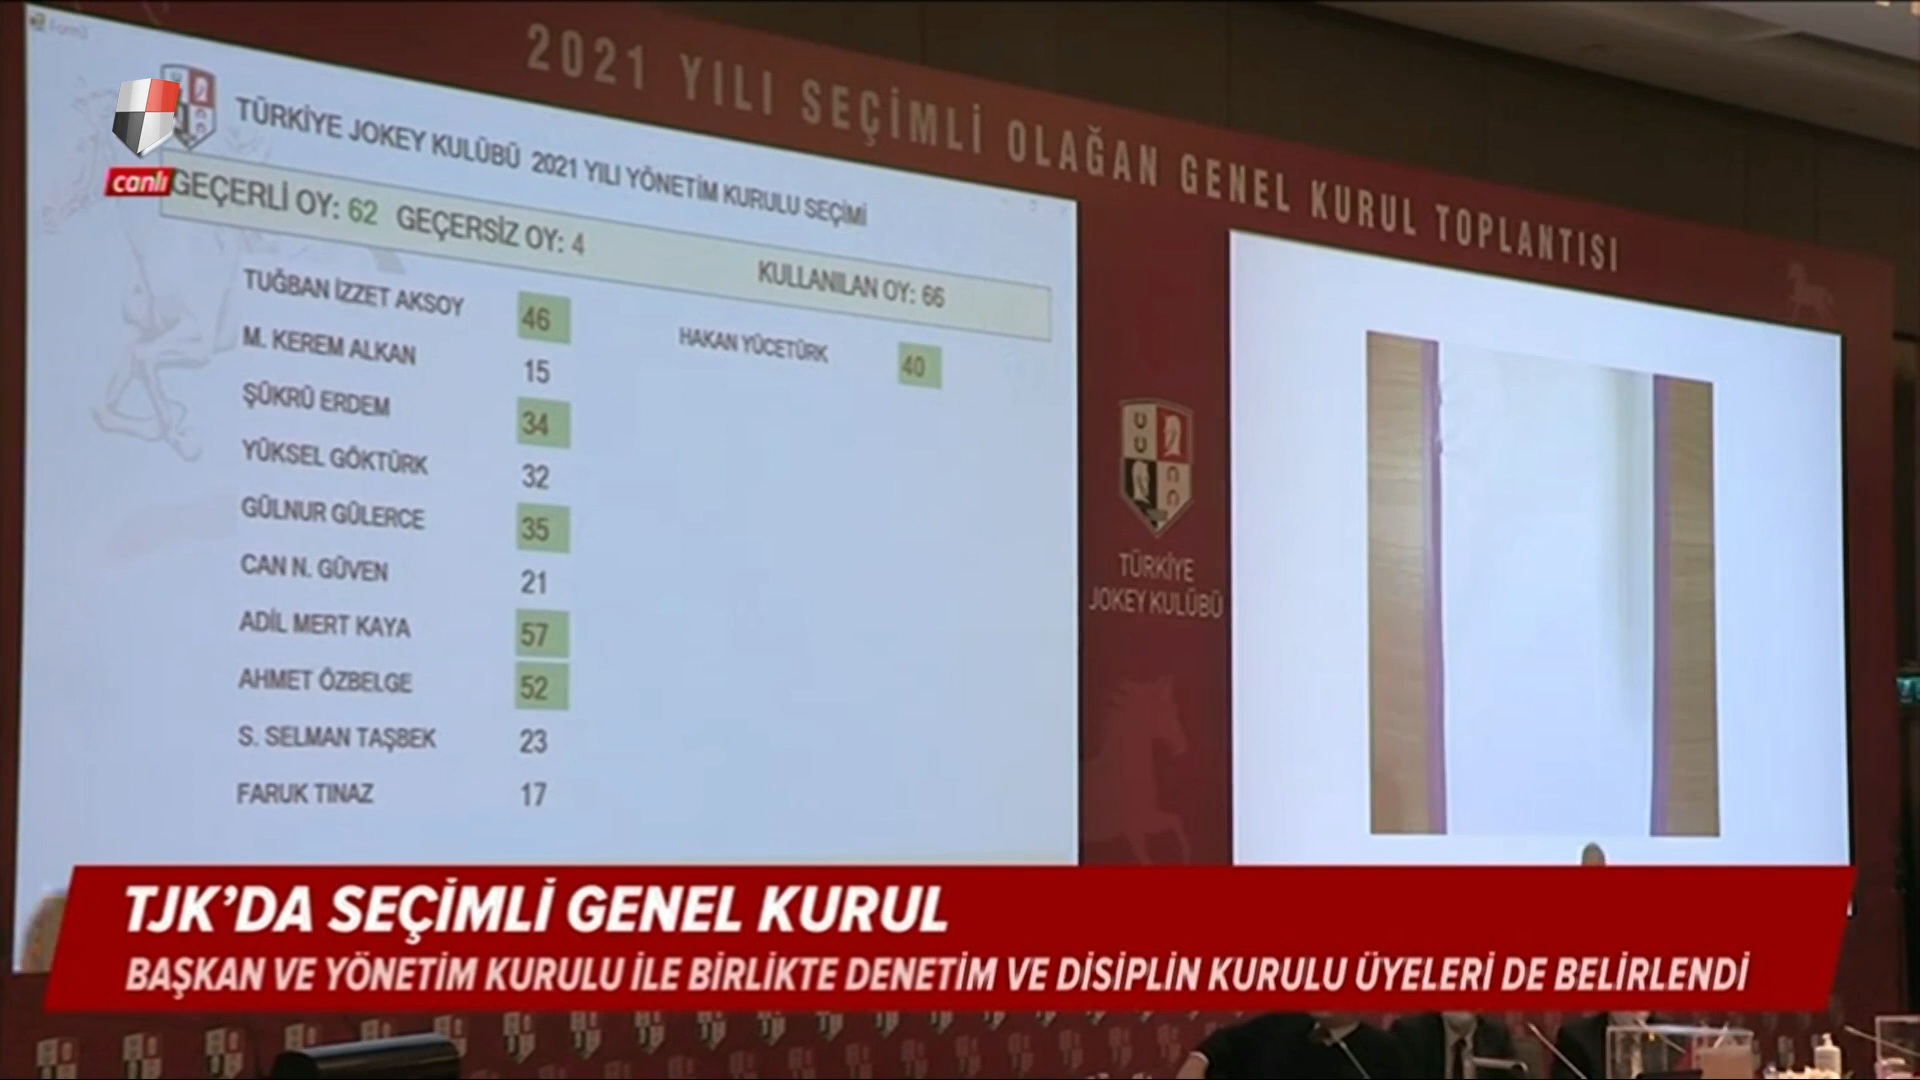 Form3
2021 YILI SEÇİMLİ OLAĞAN GENEL KURUL TOPLANTISI
TÜRKİYE JOKEY KULÜBÜ 2021 YILI YÖNETİM KURULU SEÇİMİ
canlı
GEÇERLİ OY: 62 GEÇERSİZ OY: 4 KULLANILAN OY: 66
TUĞBAN İZZET AKSOY 46
M. KEREM ALKAN 15
ŞÜKRÜ ERDEM 34
YÜKSEL GÖKTÜRK 32
GÜLNUR GÜLERCE 35
CAN N. GÜVEN 21
ADİL MERT KAYA 57
AHMET ÖZBELGE 52
S. SELMAN TAŞBEK 23
FARUK TINAZ 17
HAKAN YÜCETÜRK 40
TÜRKİYE
JOKEY KULÜBÜ
TJK'DA SEÇİMLİ GENEL KURUL
BAŞKAN VE YÖNETİM KURULU İLE BİRLİKTE DENETİM VE DİSİPLİN KURULU ÜYELERİ DE BELİRLENDİ